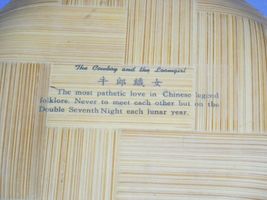 The Cowboy and the Loomgirl
牛郎織女
The most pathetic love in Chinese legend
folklore. Never to meet each other but on the
Double Seventh Night each junar year.